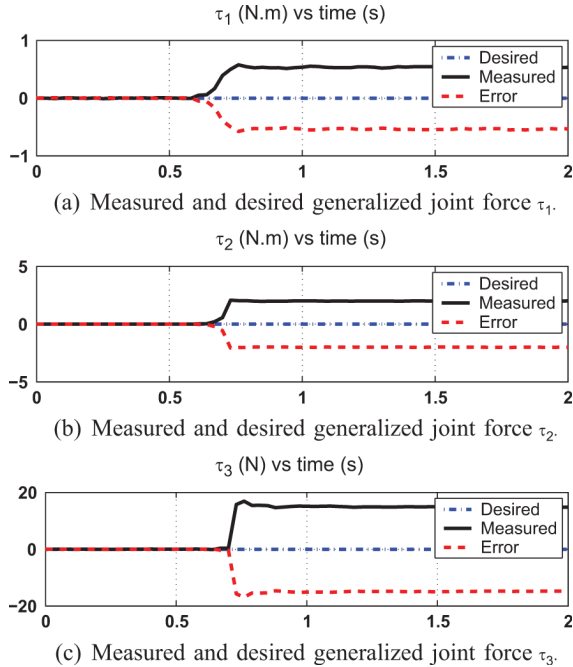 τ1 (N.m) vs time (s)
1
Desired
Measured
0
Error
-1
0 0.5 1 1.5 2
(a) Measured and desired generalized joint force τ1.
τ2 (N.m) vs time (s)
5
Desired
Measured
0
Error
-5
0 0.5 1 1.5 2
(b) Measured and desired generalized joint force τ2.
τ3 (N) vs time (s)
20
Desired
Measured
0
Error
-20
0 0.5 1 1.5 2
(c) Measured and desired generalized joint force τ3.